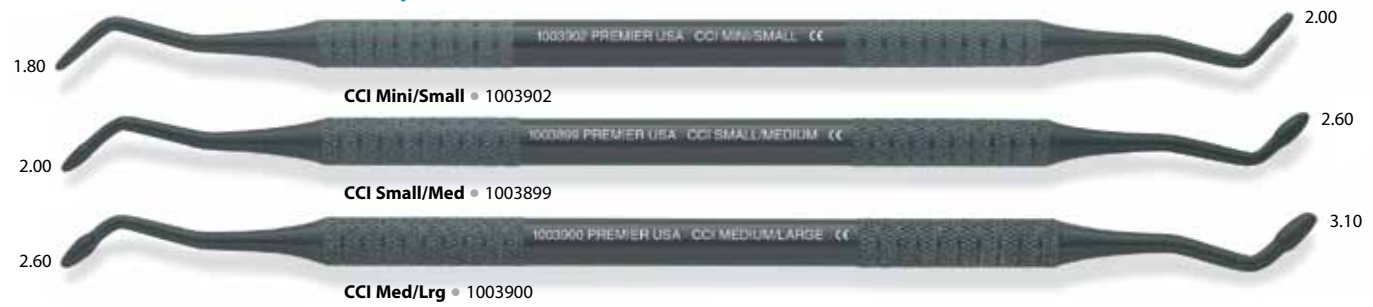 1003902 PREMIER USA CCI MINI/SMALL CE
2.00
1.80
CCI Mini/Small • 1003902
1003899 PREMIER USA CCI SMALL/MEDIUM CE
2.60
2.00
CCI Small/Med • 1003899
1003900 PREMIER USA CCI MEDIUM/LARGE CE
3.10
2.60
CCI Med/Lrg • 1003900